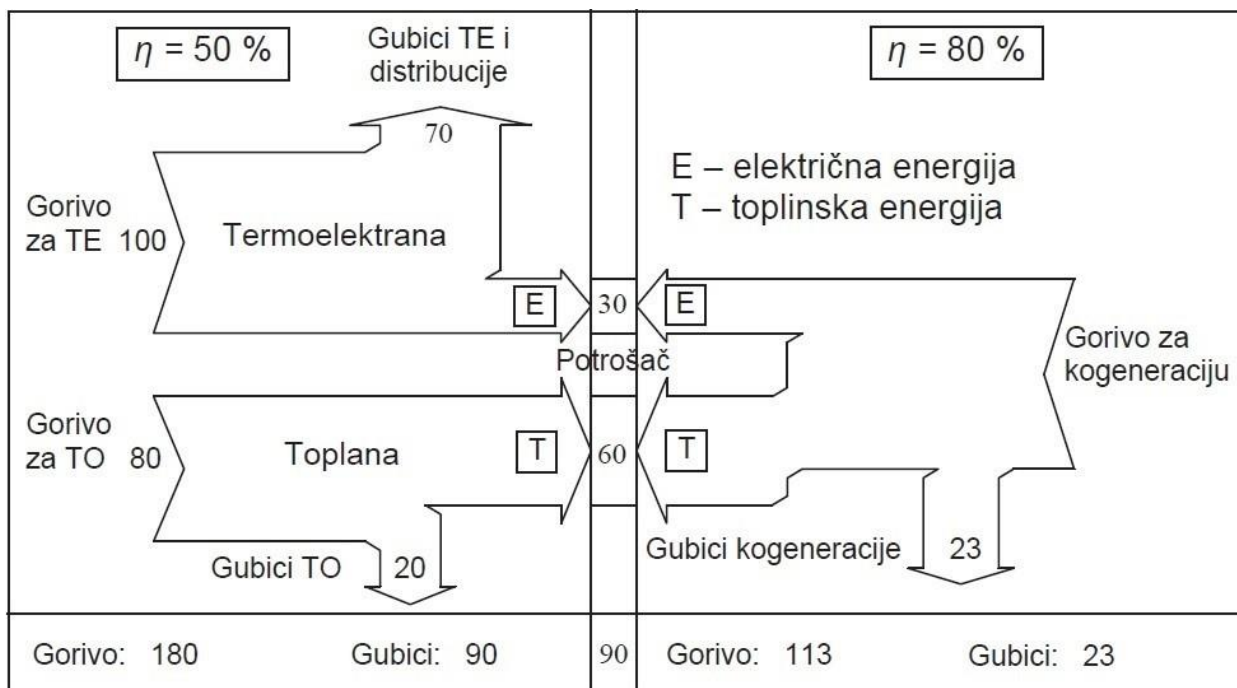 η = 50 %
Gubici TE i
distribucije
70
Gorivo
za TE 100
Termoelektrana
E
30
Potrošač
Gorivo
za TO 80
Toplana
T
60
Gubici TO
20
η = 80 %
E – elėktrična energija
T – toplinska energija
E
T
Gorivo za
kogeneraciju
Gubici kogeneracije
23
Gorivo: 180 Gubici: 90 90 Gorivo: 113 Gubici: 23